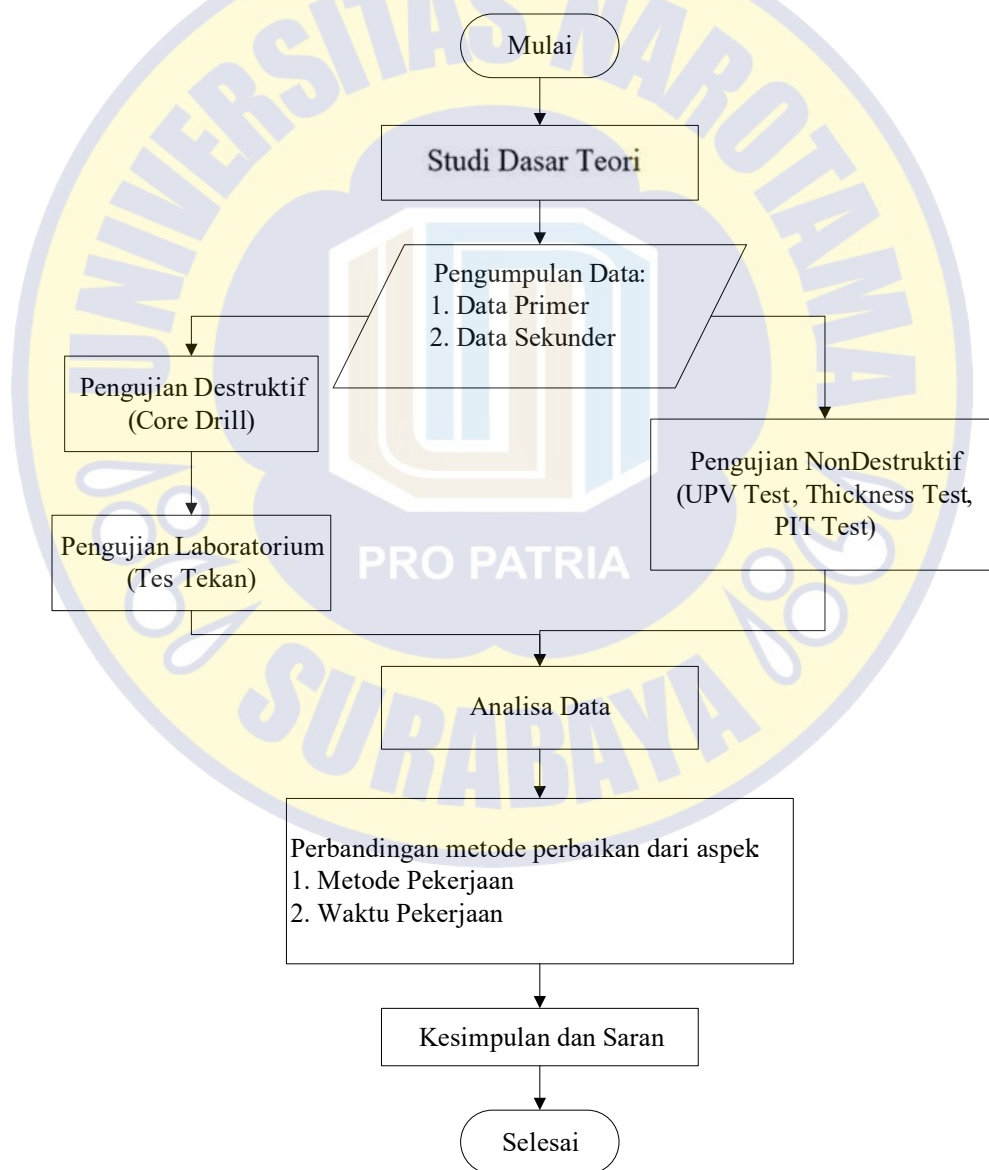 UNIVERSITAS NAROTAMA
Mulai
Studi Dasar Teori
Pengumpulan Data:
1. Data Primer
2. Data Sekunder
Pengujian Destruktif
(Core Drill)
Pengujian NonDestruktif
(UPV Test, Thickness Test,
PIT Test)
Pengujian Laboratorium
(Tes Tekan)
PRO PATRIA
Analisa Data
SURABAYA
Perbandingan metode perbaikan dari aspek
1. Metode Pekerjaan
2. Waktu Pekerjaan
Kesimpulan dan Saran
Selesai